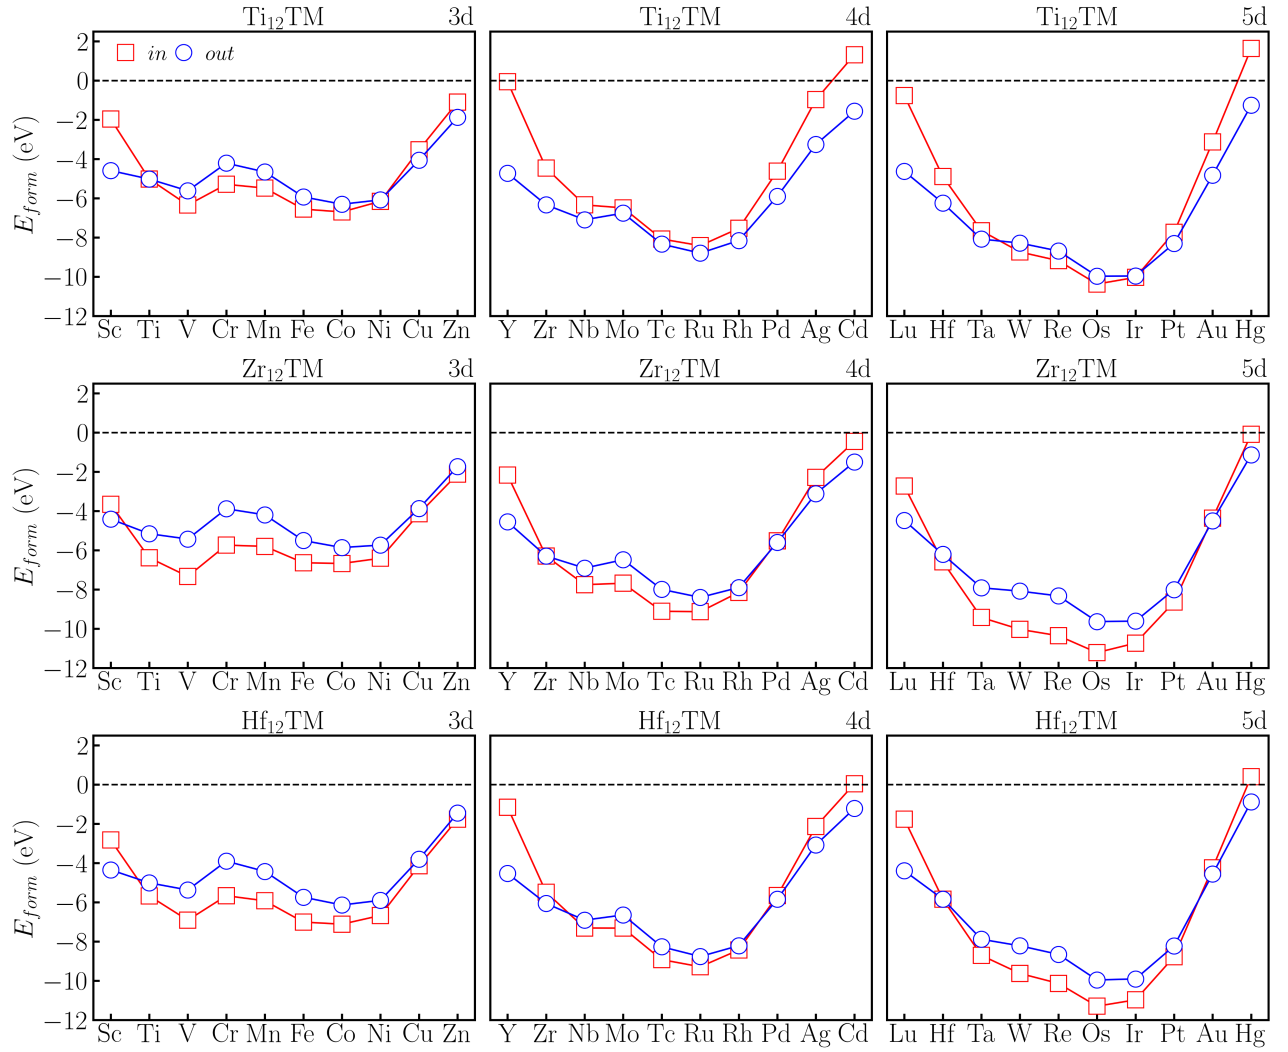 Ti₁₂TM 3d Ti₁₂TM 4d Ti₁₂TM 5d
in out
2
0
−2
−4
−6
−8
−10
−12
E_form (eV)
Sc Ti V Cr Mn Fe Co Ni Cu Zn Y Zr Nb Mo Tc Ru Rh Pd Ag Cd Lu Hf Ta W Re Os Ir Pt Au Hg
Zr₁₂TM 3d Zr₁₂TM 4d Zr₁₂TM 5d
2
0
−2
−4
−6
−8
−10
−12
E_form (eV)
Sc Ti V Cr Mn Fe Co Ni Cu Zn Y Zr Nb Mo Tc Ru Rh Pd Ag Cd Lu Hf Ta W Re Os Ir Pt Au Hg
Hf₁₂TM 3d Hf₁₂TM 4d Hf₁₂TM 5d
2
0
−2
−4
−6
−8
−10
−12
E_form (eV)
Sc Ti V Cr Mn Fe Co Ni Cu Zn Y Zr Nb Mo Tc Ru Rh Pd Ag Cd Lu Hf Ta W Re Os Ir Pt Au Hg